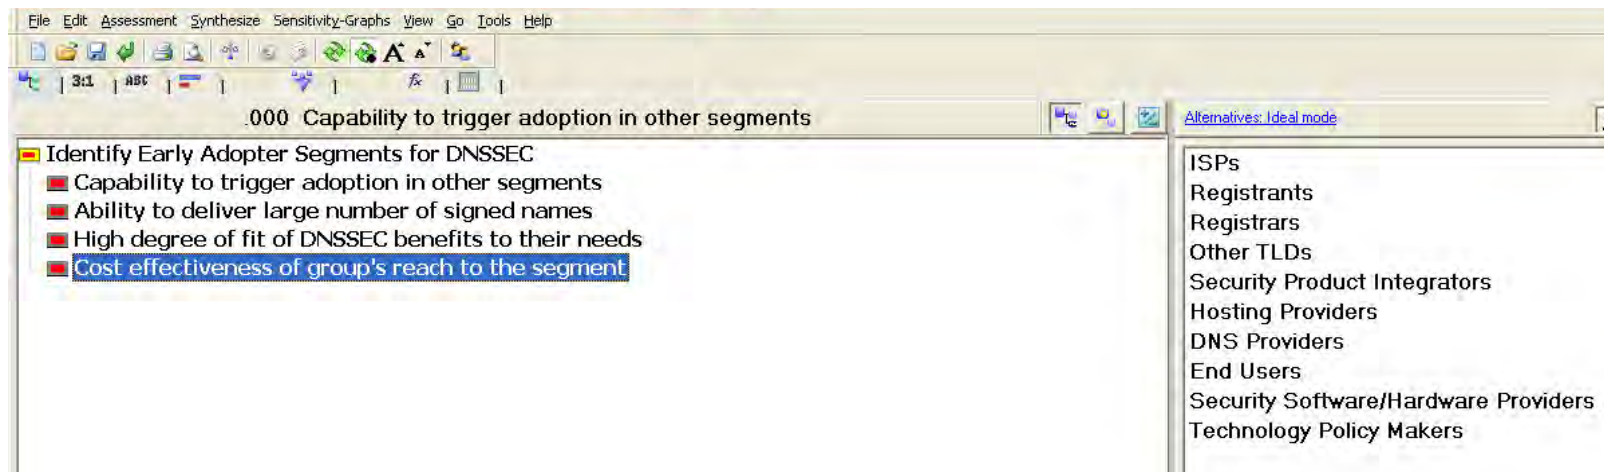 File Edit Assessment Synthesize Sensitivity-Graphs View Go Tools Help
A A
3:1 ABC fx
.000 Capability to trigger adoption in other segments
Alternatives: Ideal mode
Identify Early Adopter Segments for DNSSEC
Capability to trigger adoption in other segments
Ability to deliver large number of signed names
High degree of fit of DNSSEC benefits to their needs
Cost effectiveness of group's reach to the segment
ISPs
Registrants
Registrars
Other TLDs
Security Product Integrators
Hosting Providers
DNS Providers
End Users
Security Software/Hardware Providers
Technology Policy Makers